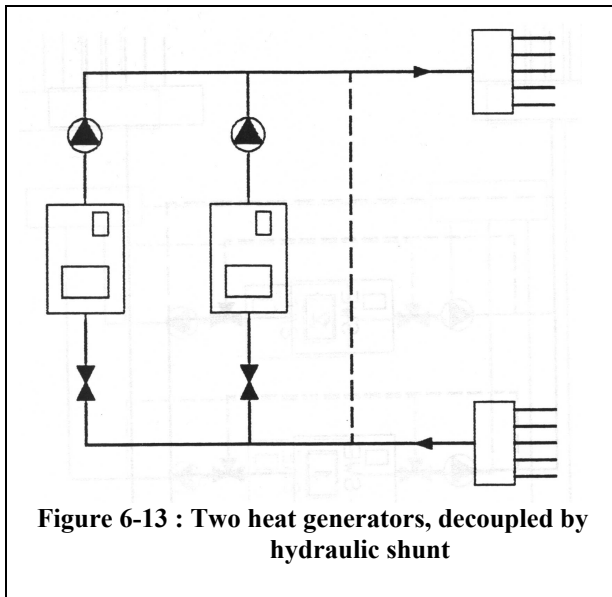 Figure 6-13 : Two heat generators, decoupled by
hydraulic shunt